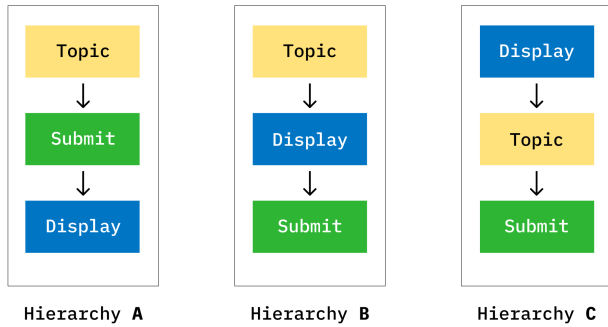 Topic
Submit
Display
Hierarchy A
Topic
Display
Submit
Hierarchy B
Display
Topic
Submit
Hierarchy C